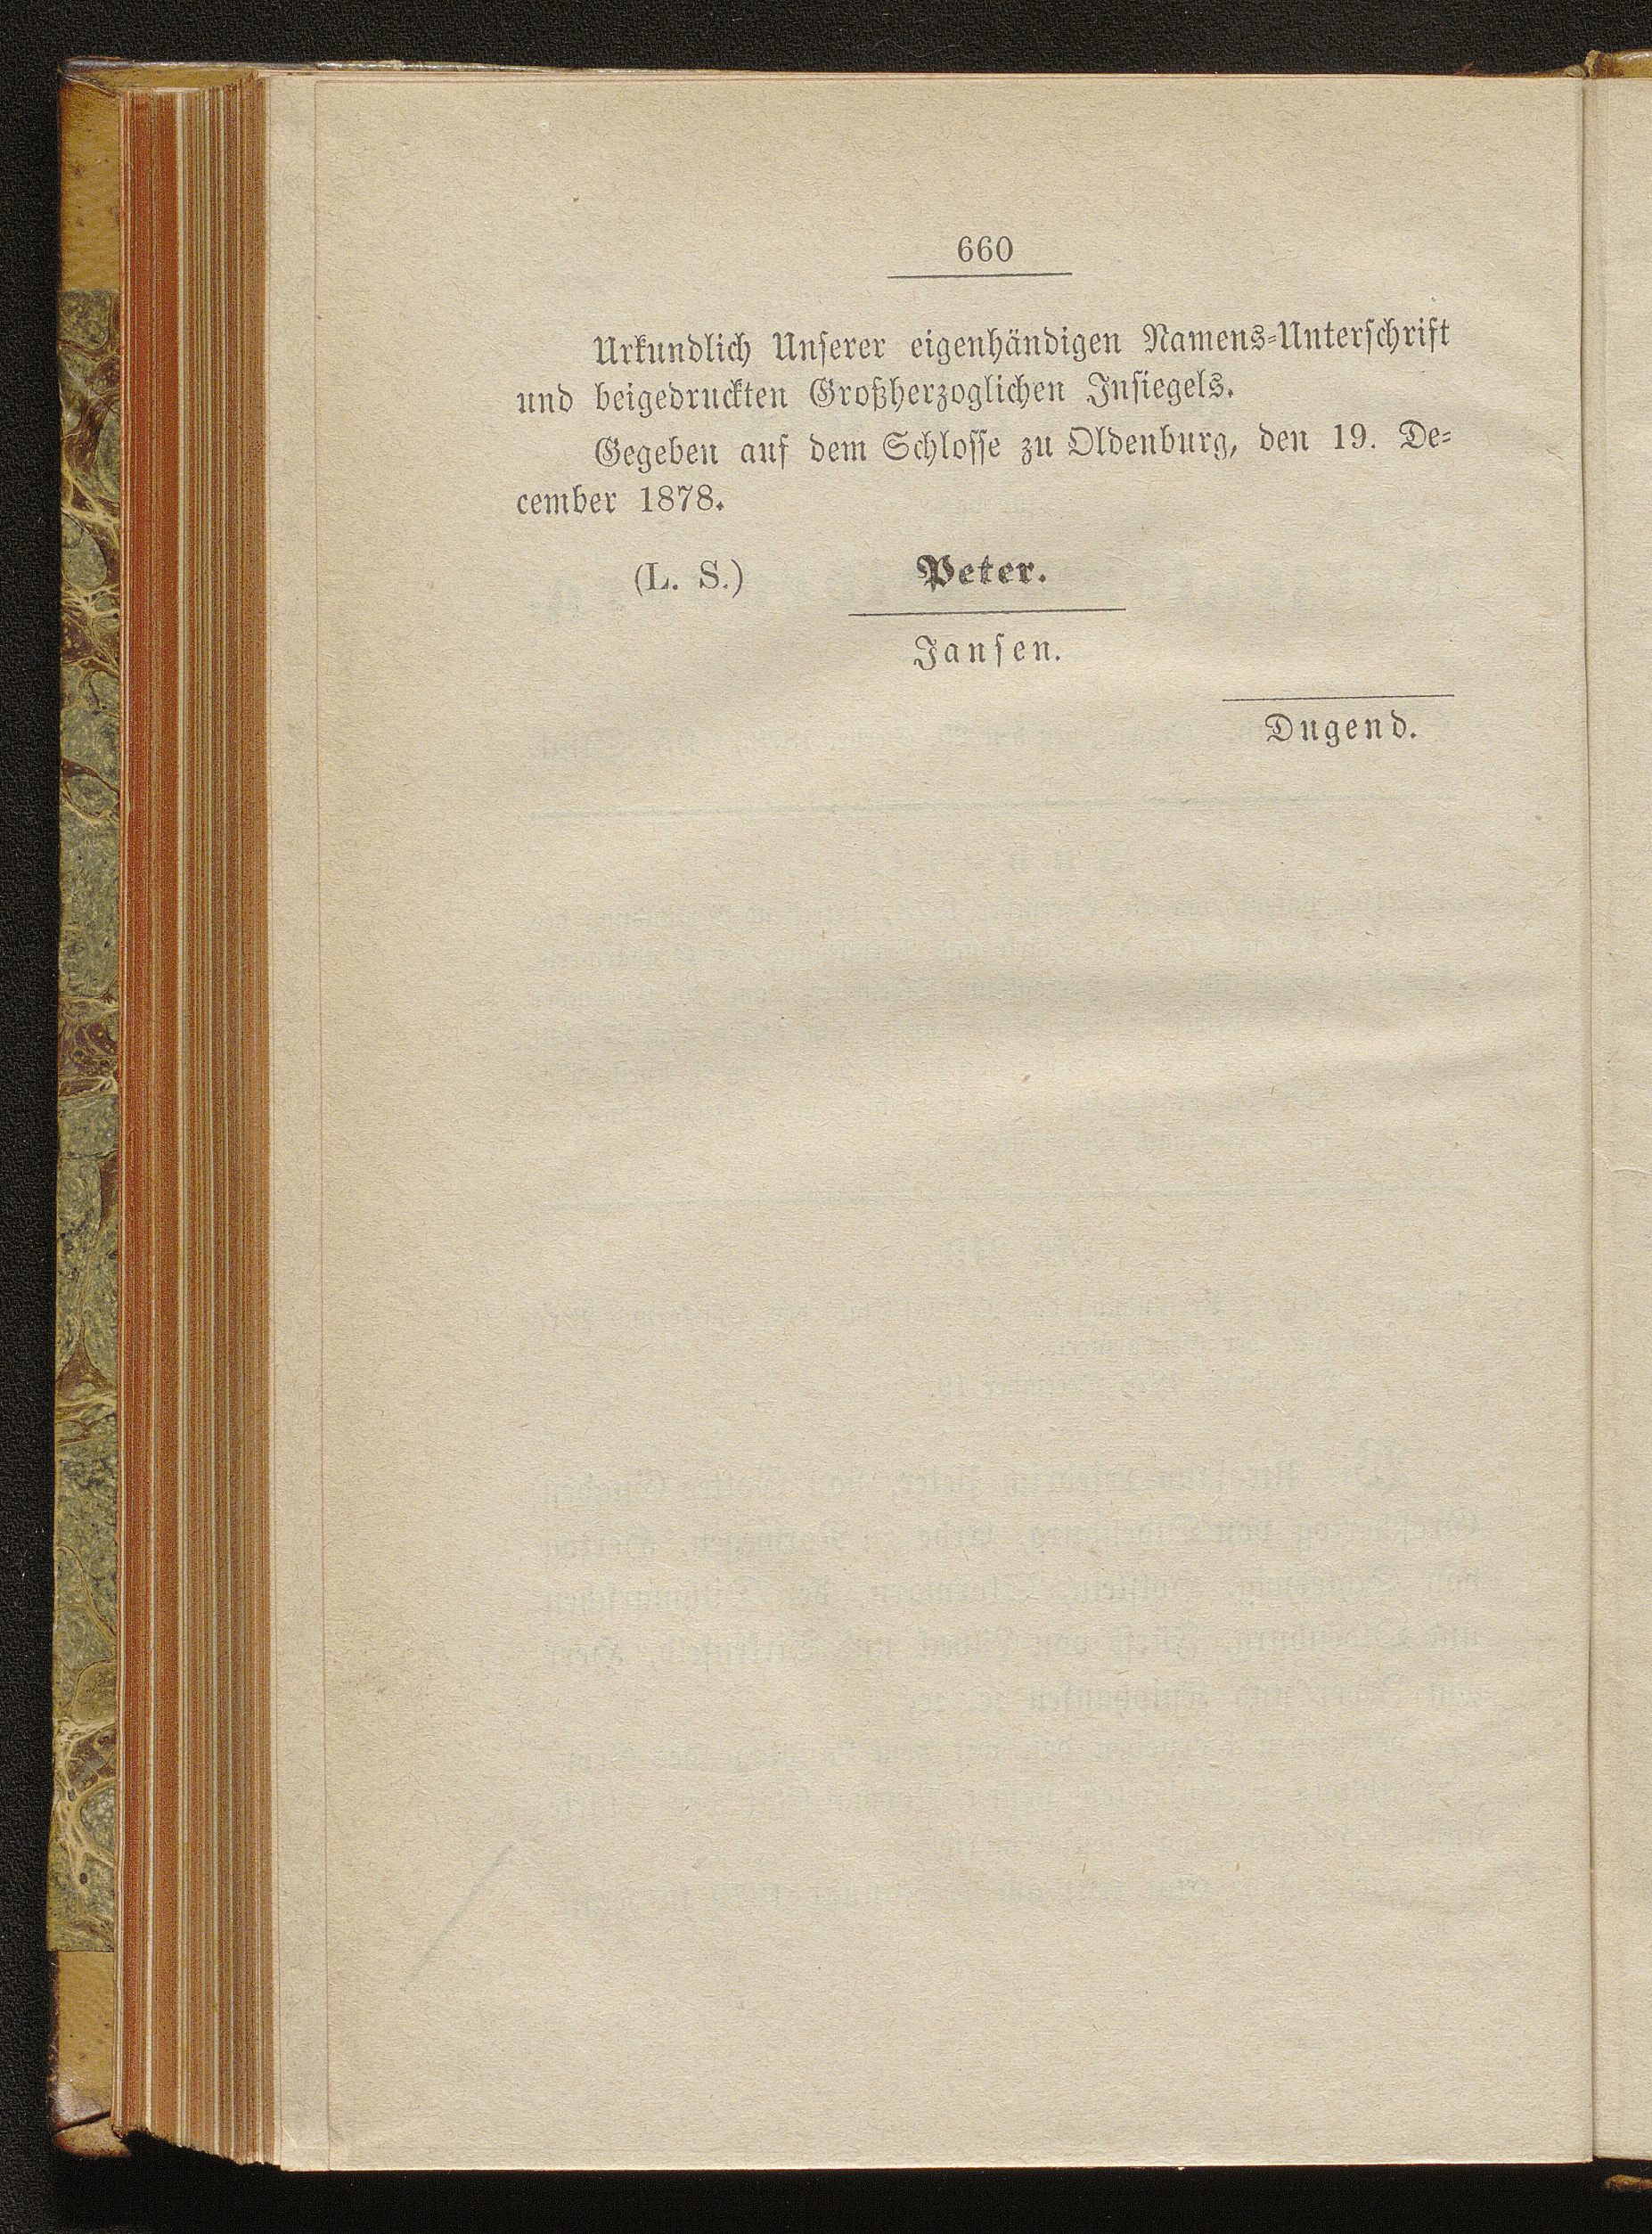 660
Urkundlich Unserer eigenhändigen Namens-Unterschrift
und beigedruckten Großherzoglichen Insiegels.
Gegeben auf dem Schlosse zu Oldenburg, den 19. De-
cember 1878.
(L. S.) Peter.
Jansen.
Dugend.